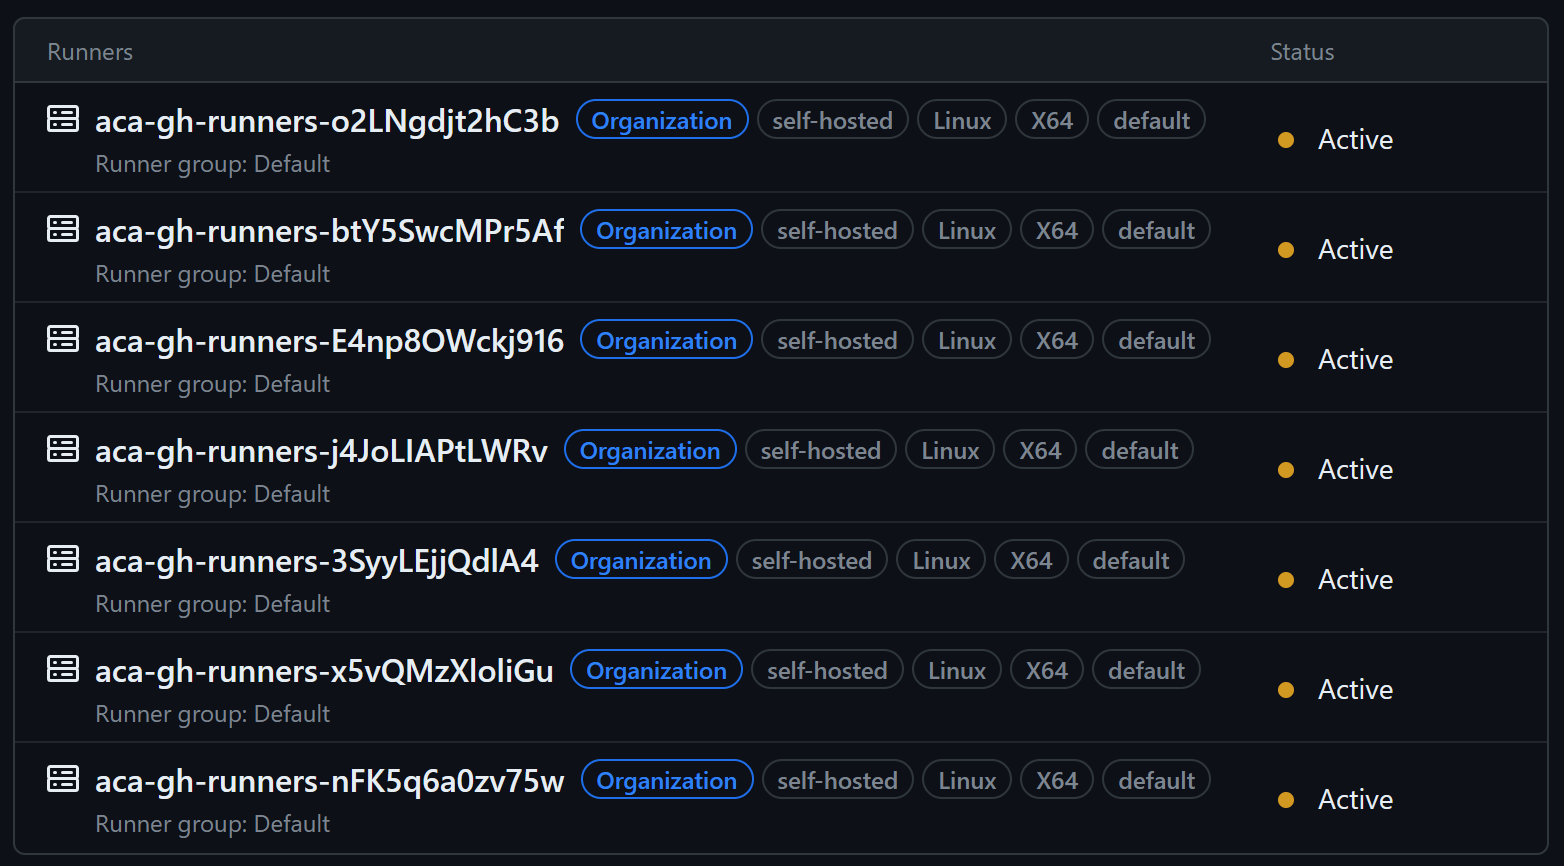 Runners Status
aca-gh-runners-o2LNgdjt2hC3b Organization self-hosted Linux X64 default
Runner group: Default
Active
aca-gh-runners-btY5SwcMPr5Af Organization self-hosted Linux X64 default
Runner group: Default
Active
aca-gh-runners-E4np8OWckj916 Organization self-hosted Linux X64 default
Runner group: Default
Active
aca-gh-runners-j4JoLIAPtLWRv Organization self-hosted Linux X64 default
Runner group: Default
Active
aca-gh-runners-3SyyLEjjQdlA4 Organization self-hosted Linux X64 default
Runner group: Default
Active
aca-gh-runners-x5vQMzXloliGu Organization self-hosted Linux X64 default
Runner group: Default
Active
aca-gh-runners-nFK5q6a0zv75w Organization self-hosted Linux X64 default
Runner group: Default
Active